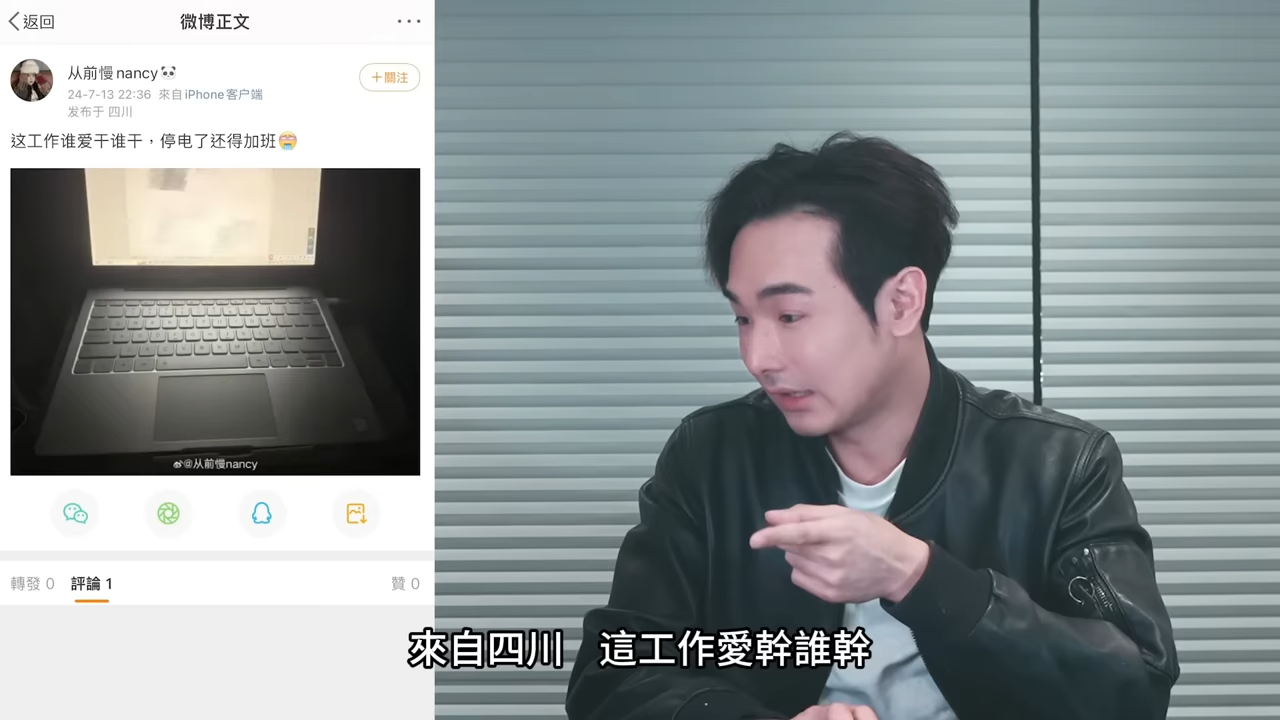 返回
微博正文
从前慢nancy🐼
+關注
24-7-13 22:36 來自iPhone客户端
发布于 四川
这工作谁爱干谁干，停电了还得加班😭
@从前慢nancy
轉發 0 評論 1 赞 0
來自四川 這工作愛幹誰幹